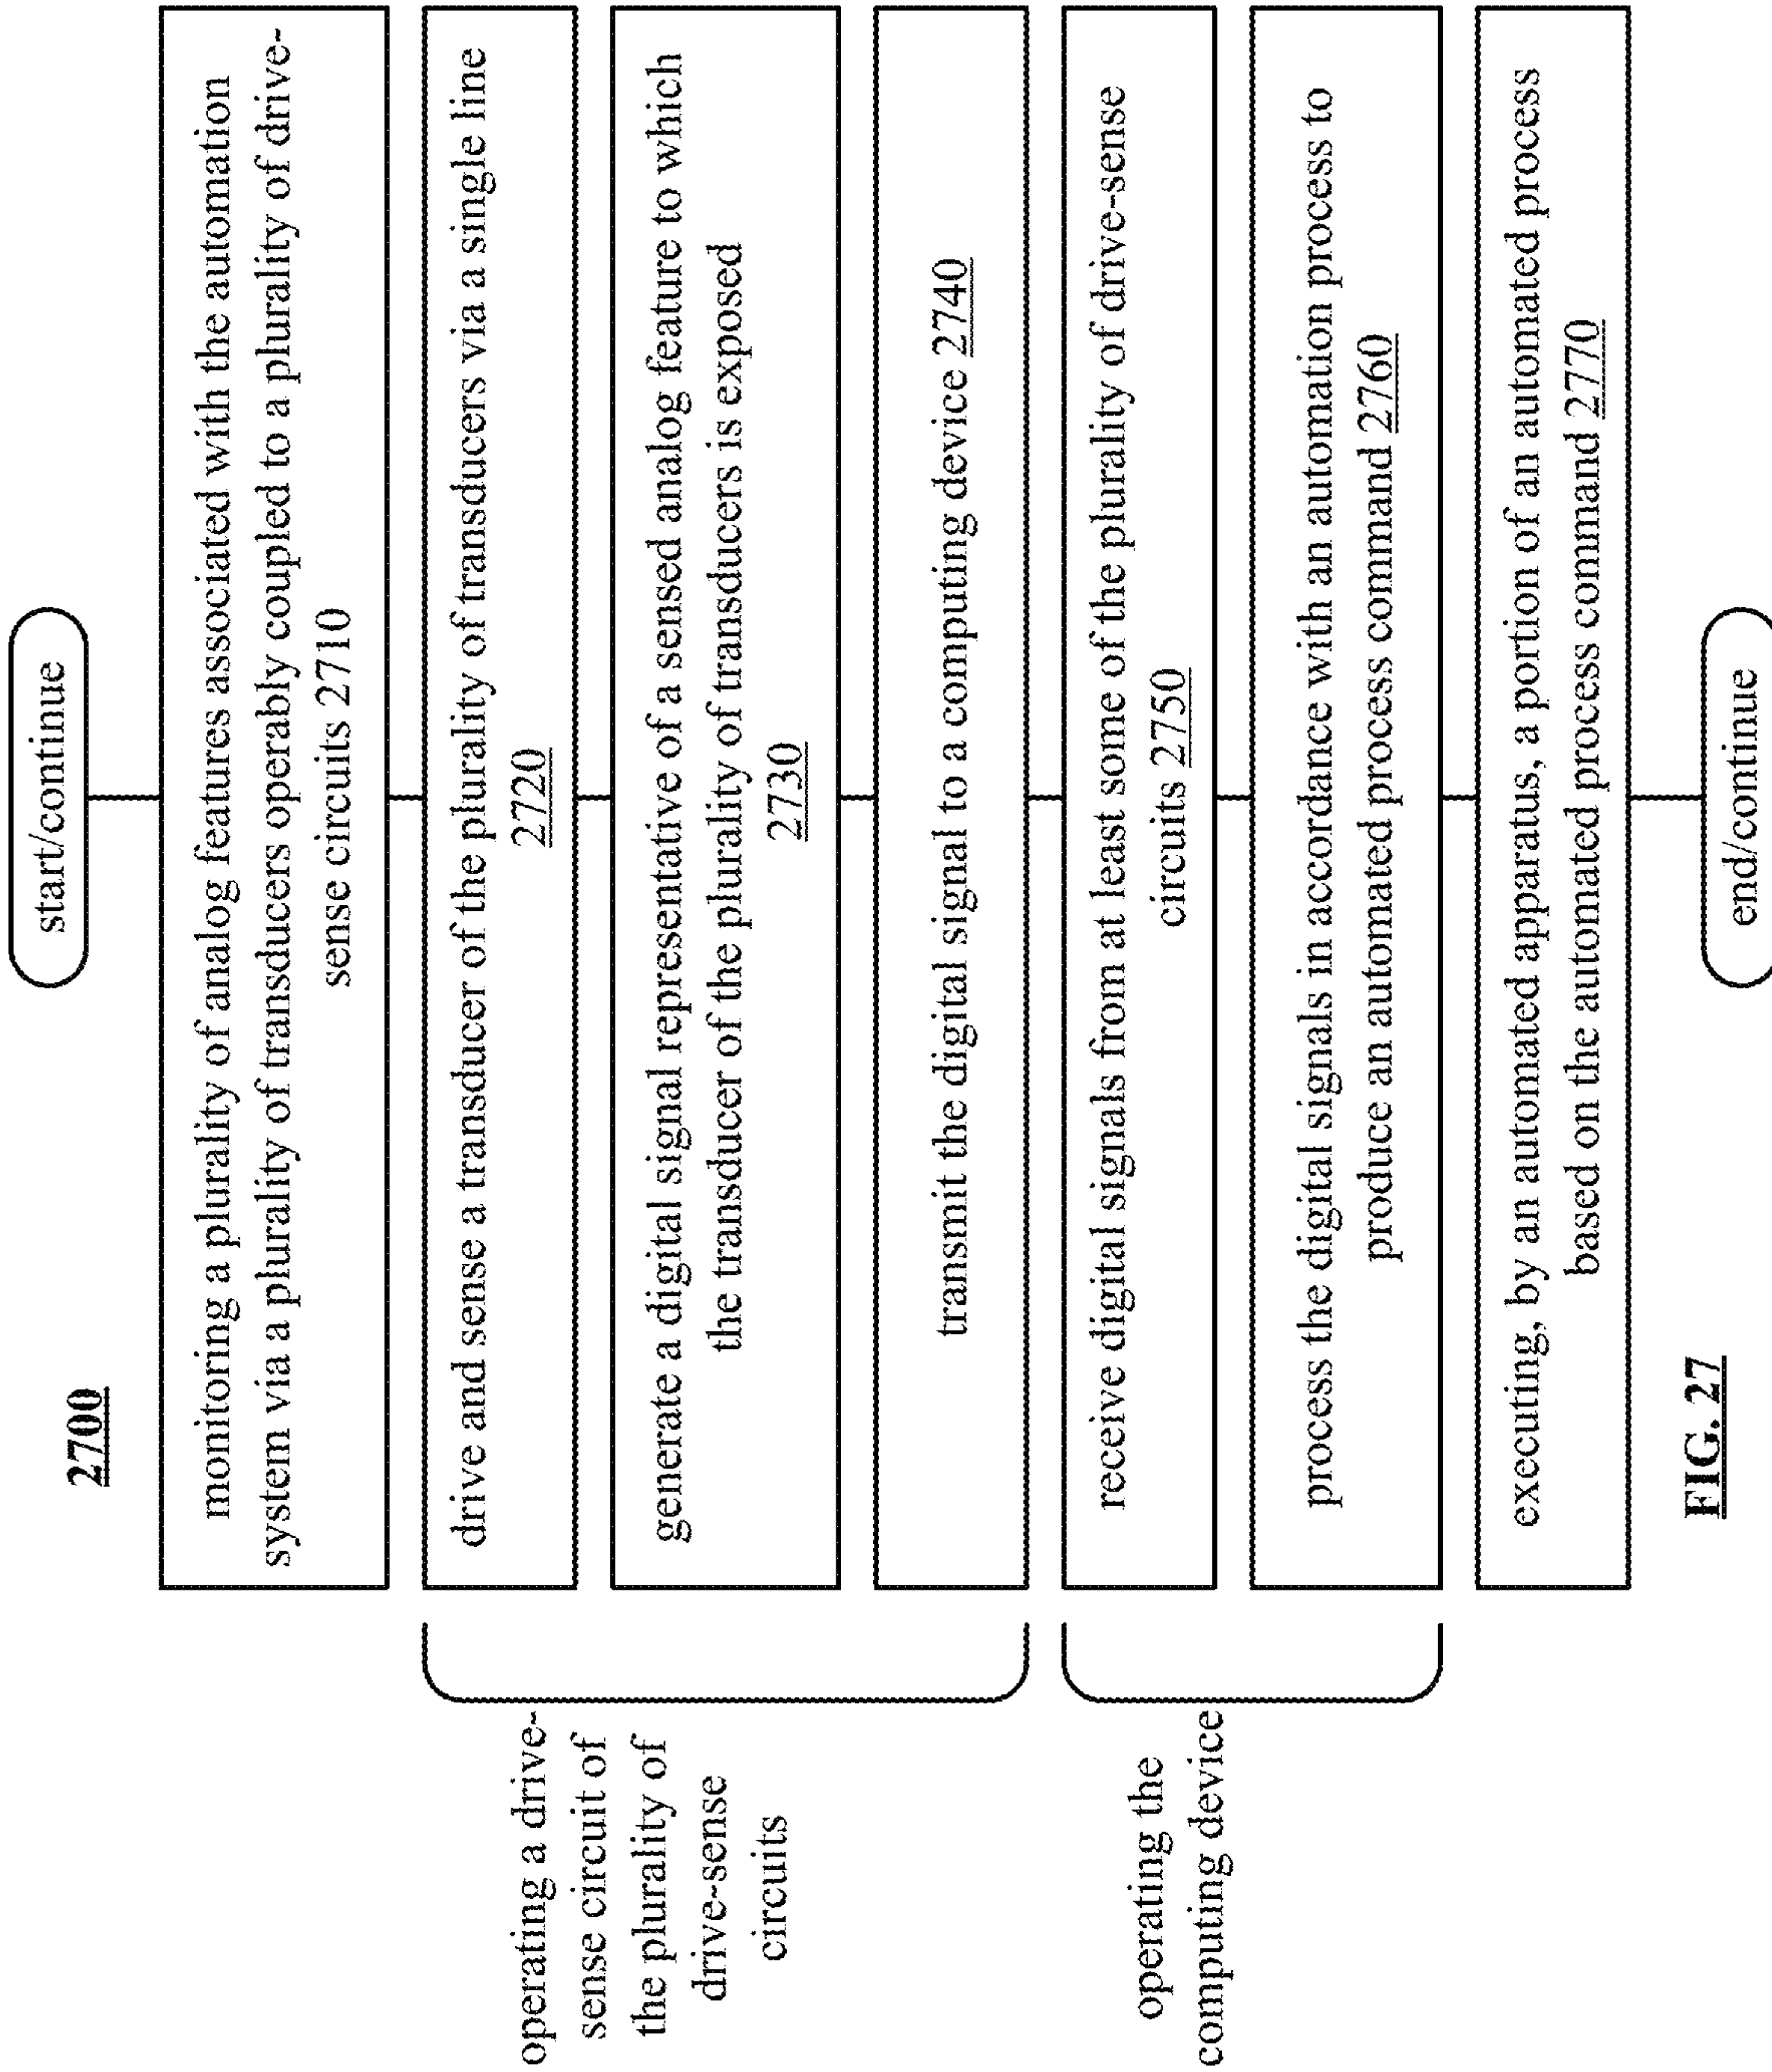 2700
start/continue
monitoring a plurality of analog features associated with the automation
system via a plurality of transducers operably coupled to a plurality of drive-
sense circuits 2710
operating a drive-
sense circuit of
the plurality of
drive-sense
circuits
drive and sense a transducer of the plurality of transducers via a single line
2720
generate a digital signal representative of a sensed analog feature to which
the transducer of the plurality of transducers is exposed
2730
transmit the digital signal to a computing device 2740
operating the
computing device
receive digital signals from at least some of the plurality of drive-sense
circuits 2750
process the digital signals in accordance with an automation process to
produce an automated process command 2760
executing, by an automated apparatus, a portion of an automated process
based on the automated process command 2770
end/continue
FIG. 27